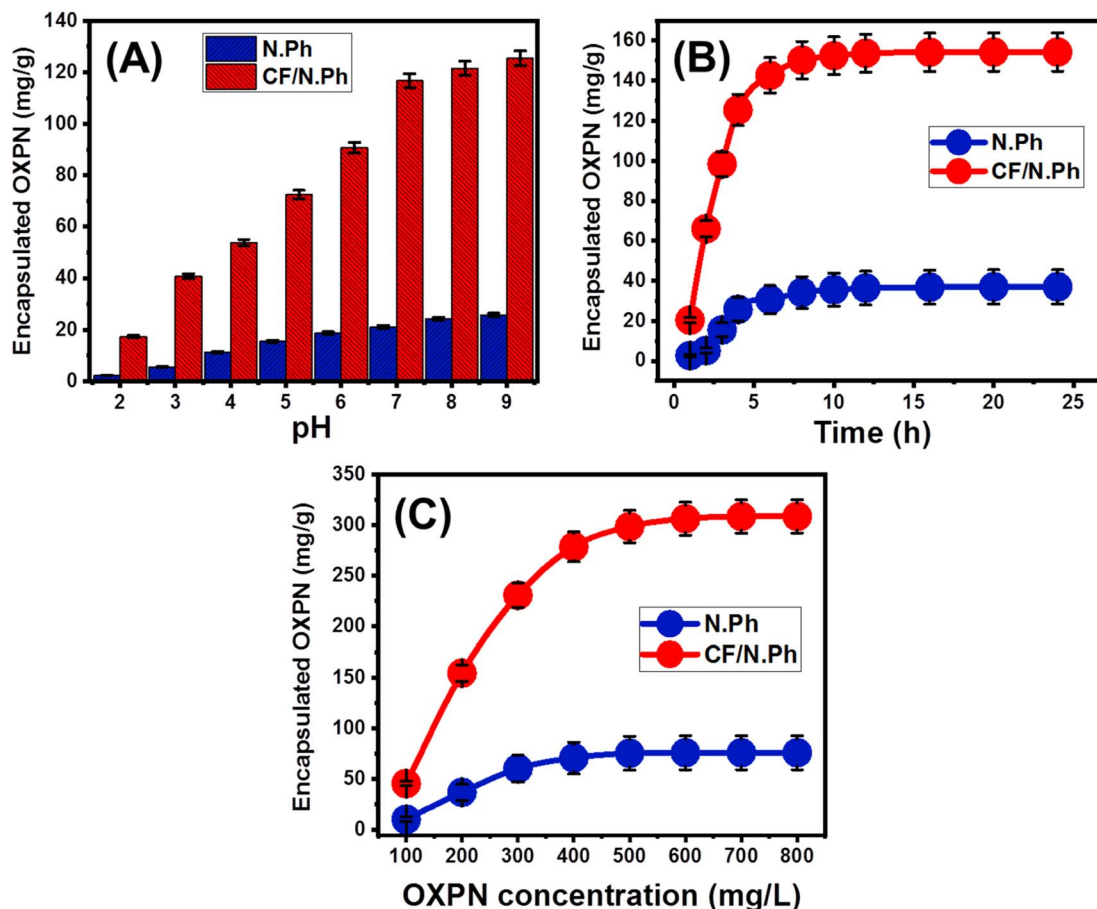 (A)
N.Ph
CF/N.Ph
Encapsulated OXPN (mg/g)
140
120
100
80
60
40
20
0
2 3 4 5 6 7 8 9
pH
(B)
N.Ph
CF/N.Ph
Encapsulated OXPN (mg/g)
160
140
120
100
80
60
40
20
0
0 5 10 15 20 25
Time (h)
(C)
N.Ph
CF/N.Ph
Encapsulated OXPN (mg/g)
350
300
250
200
150
100
50
0
100 200 300 400 500 600 700 800
OXPN concentration (mg/L)